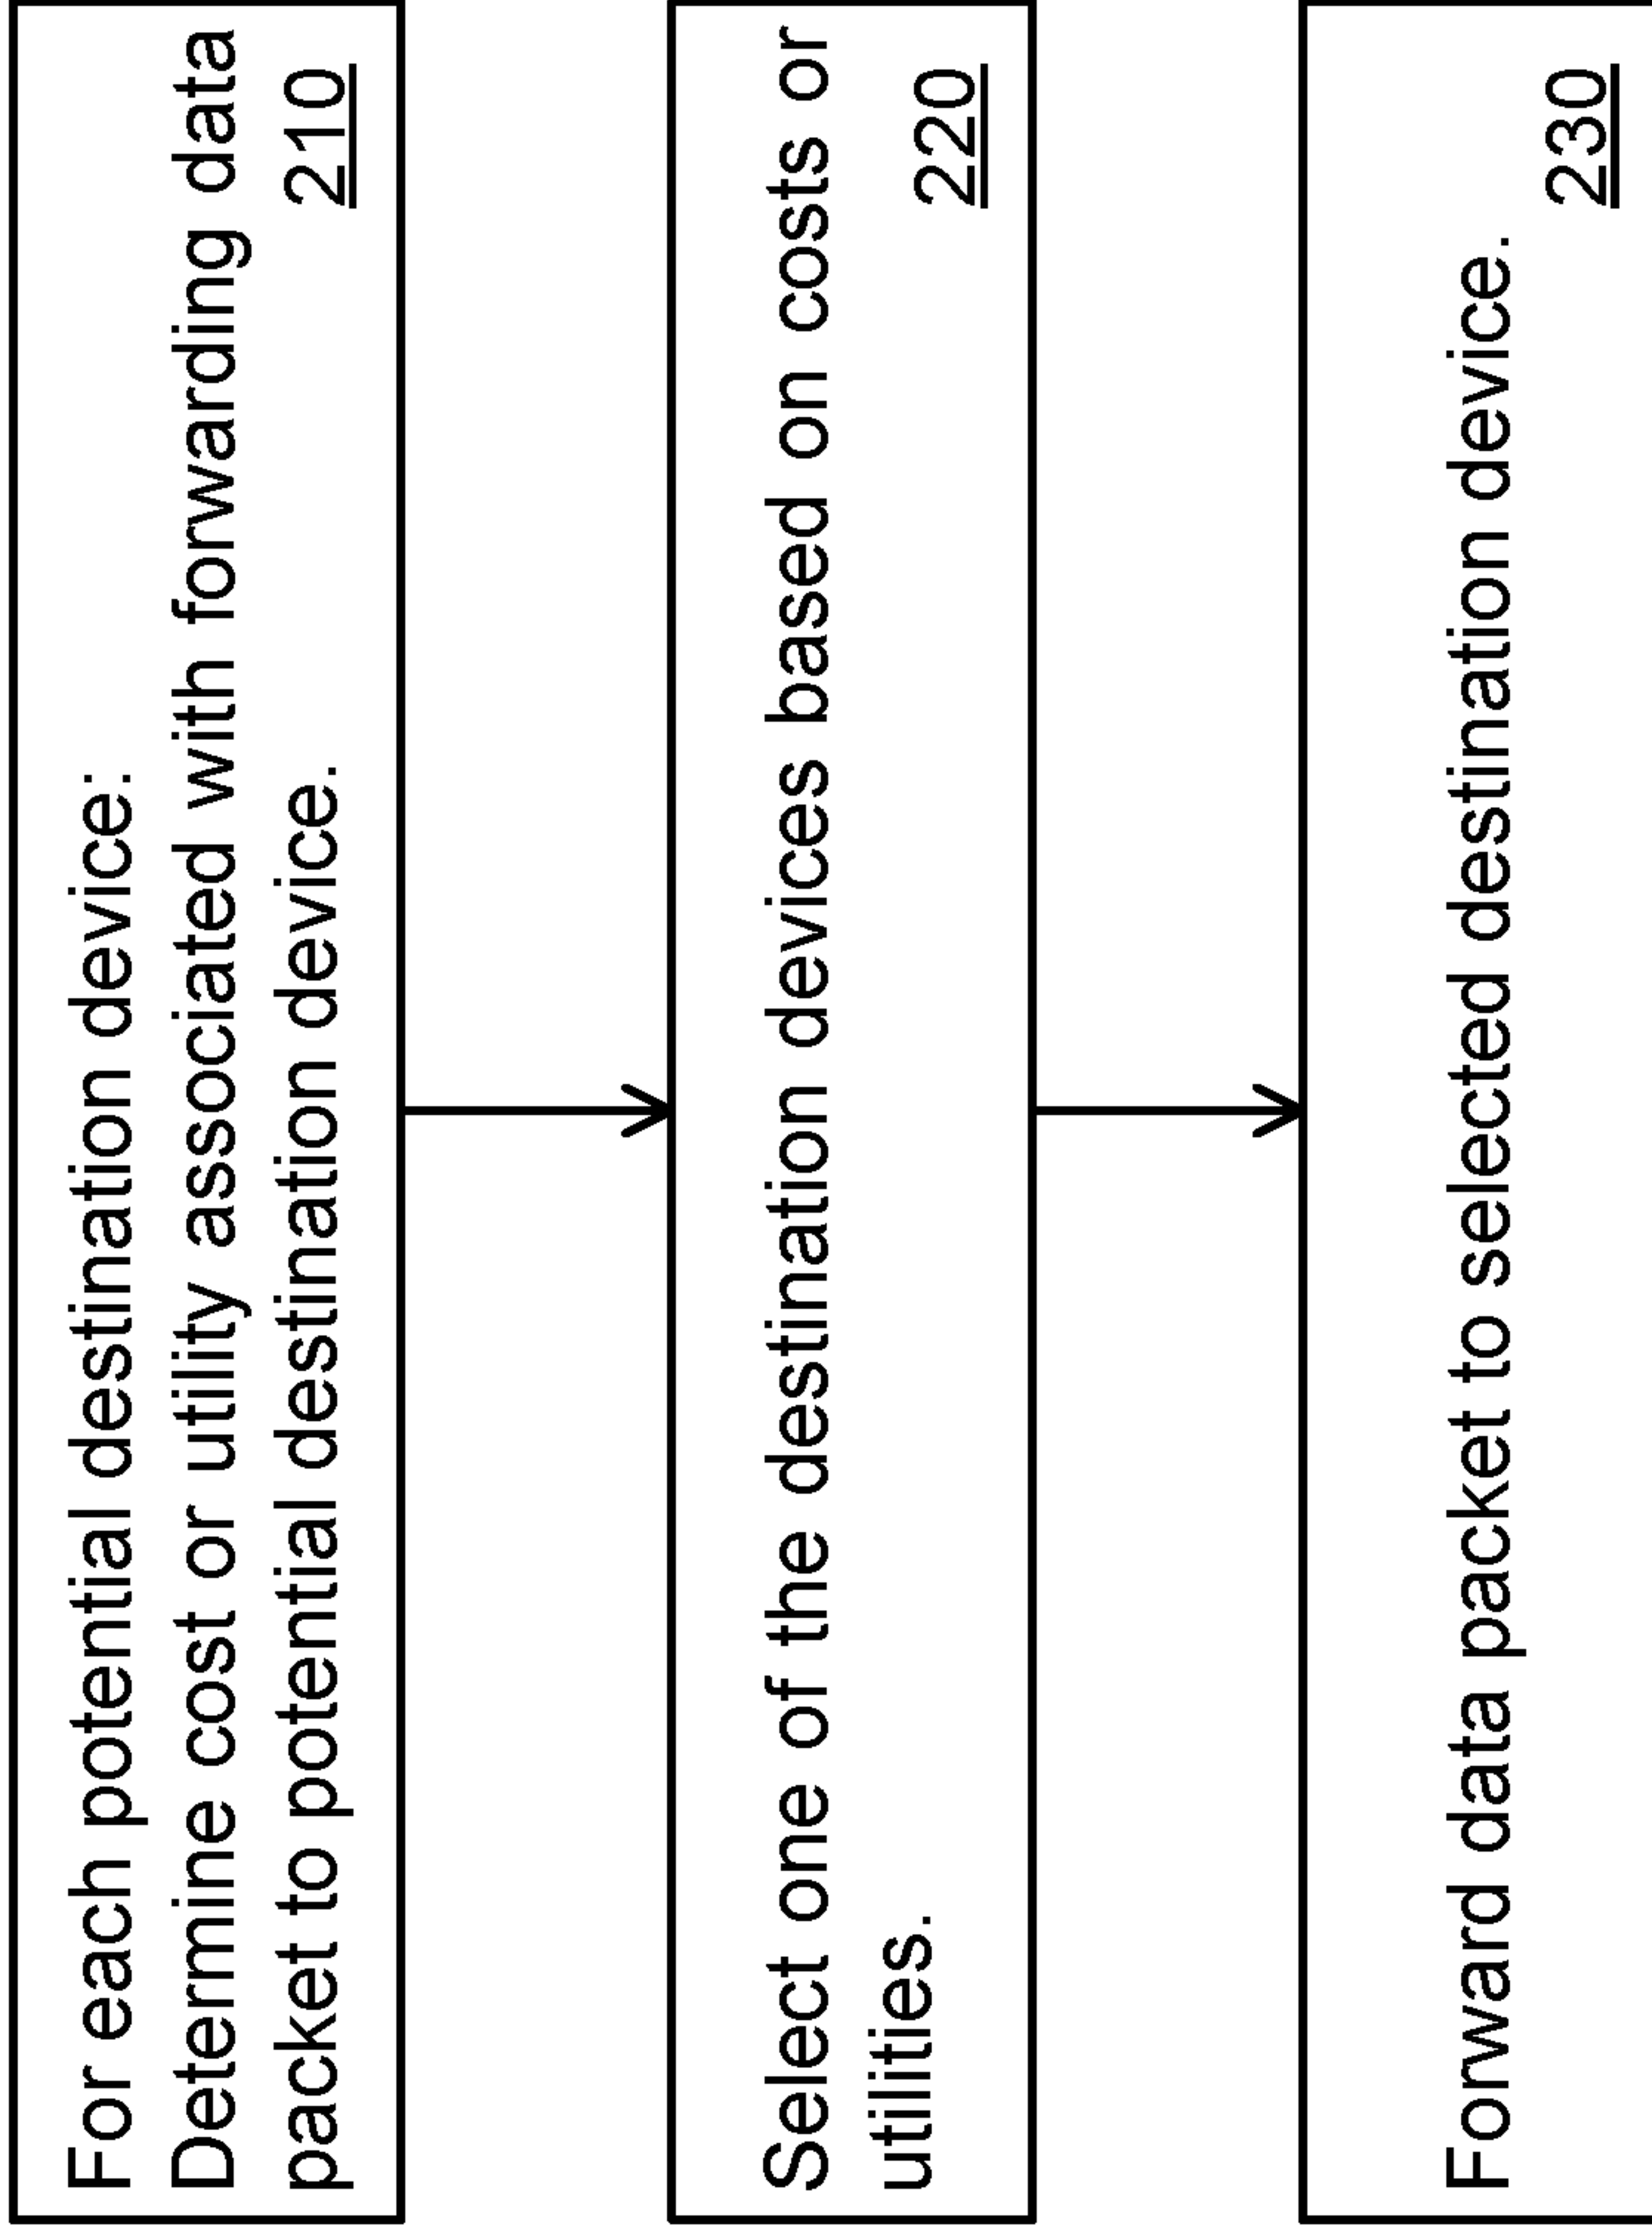 For each potential destination device:
Determine cost or utility associated with forwarding data
packet to potential destination device. 210
Select one of the destination devices based on costs or
utilities. 220
Forward data packet to selected destination device.
230